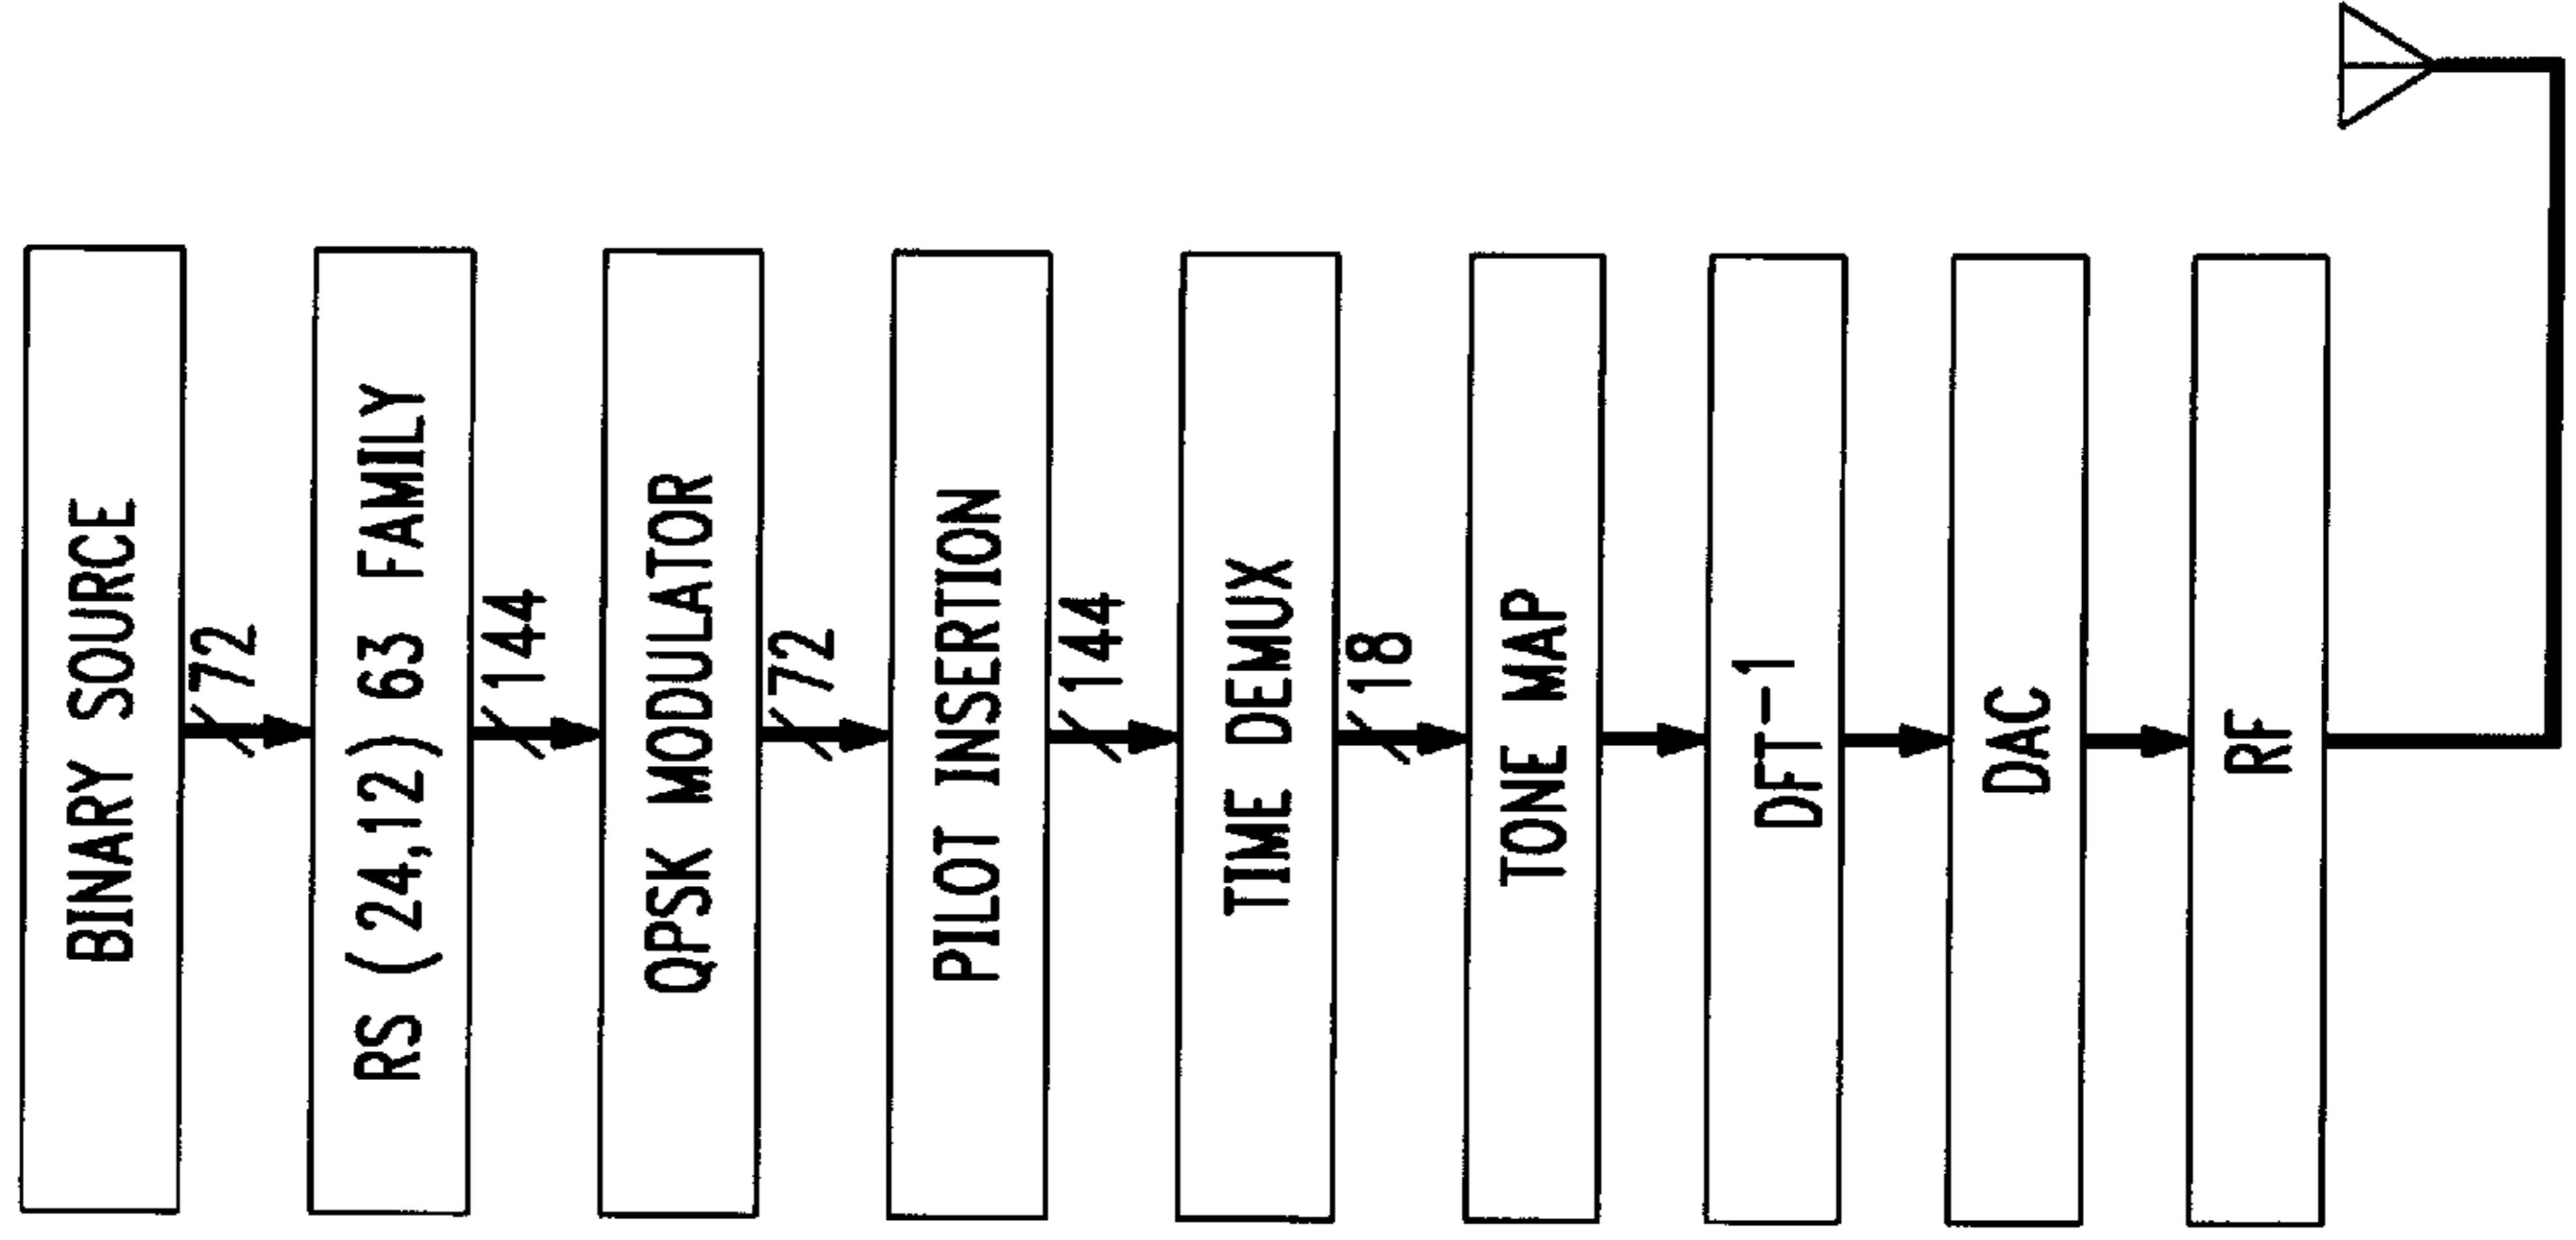 BINARY SOURCE
72
RS (24,12) 63 FAMILY
144
QPSK MODULATOR
72
PILOT INSERTION
144
TIME DEMUX
18
TONE MAP
DFT-1
DAC
RF